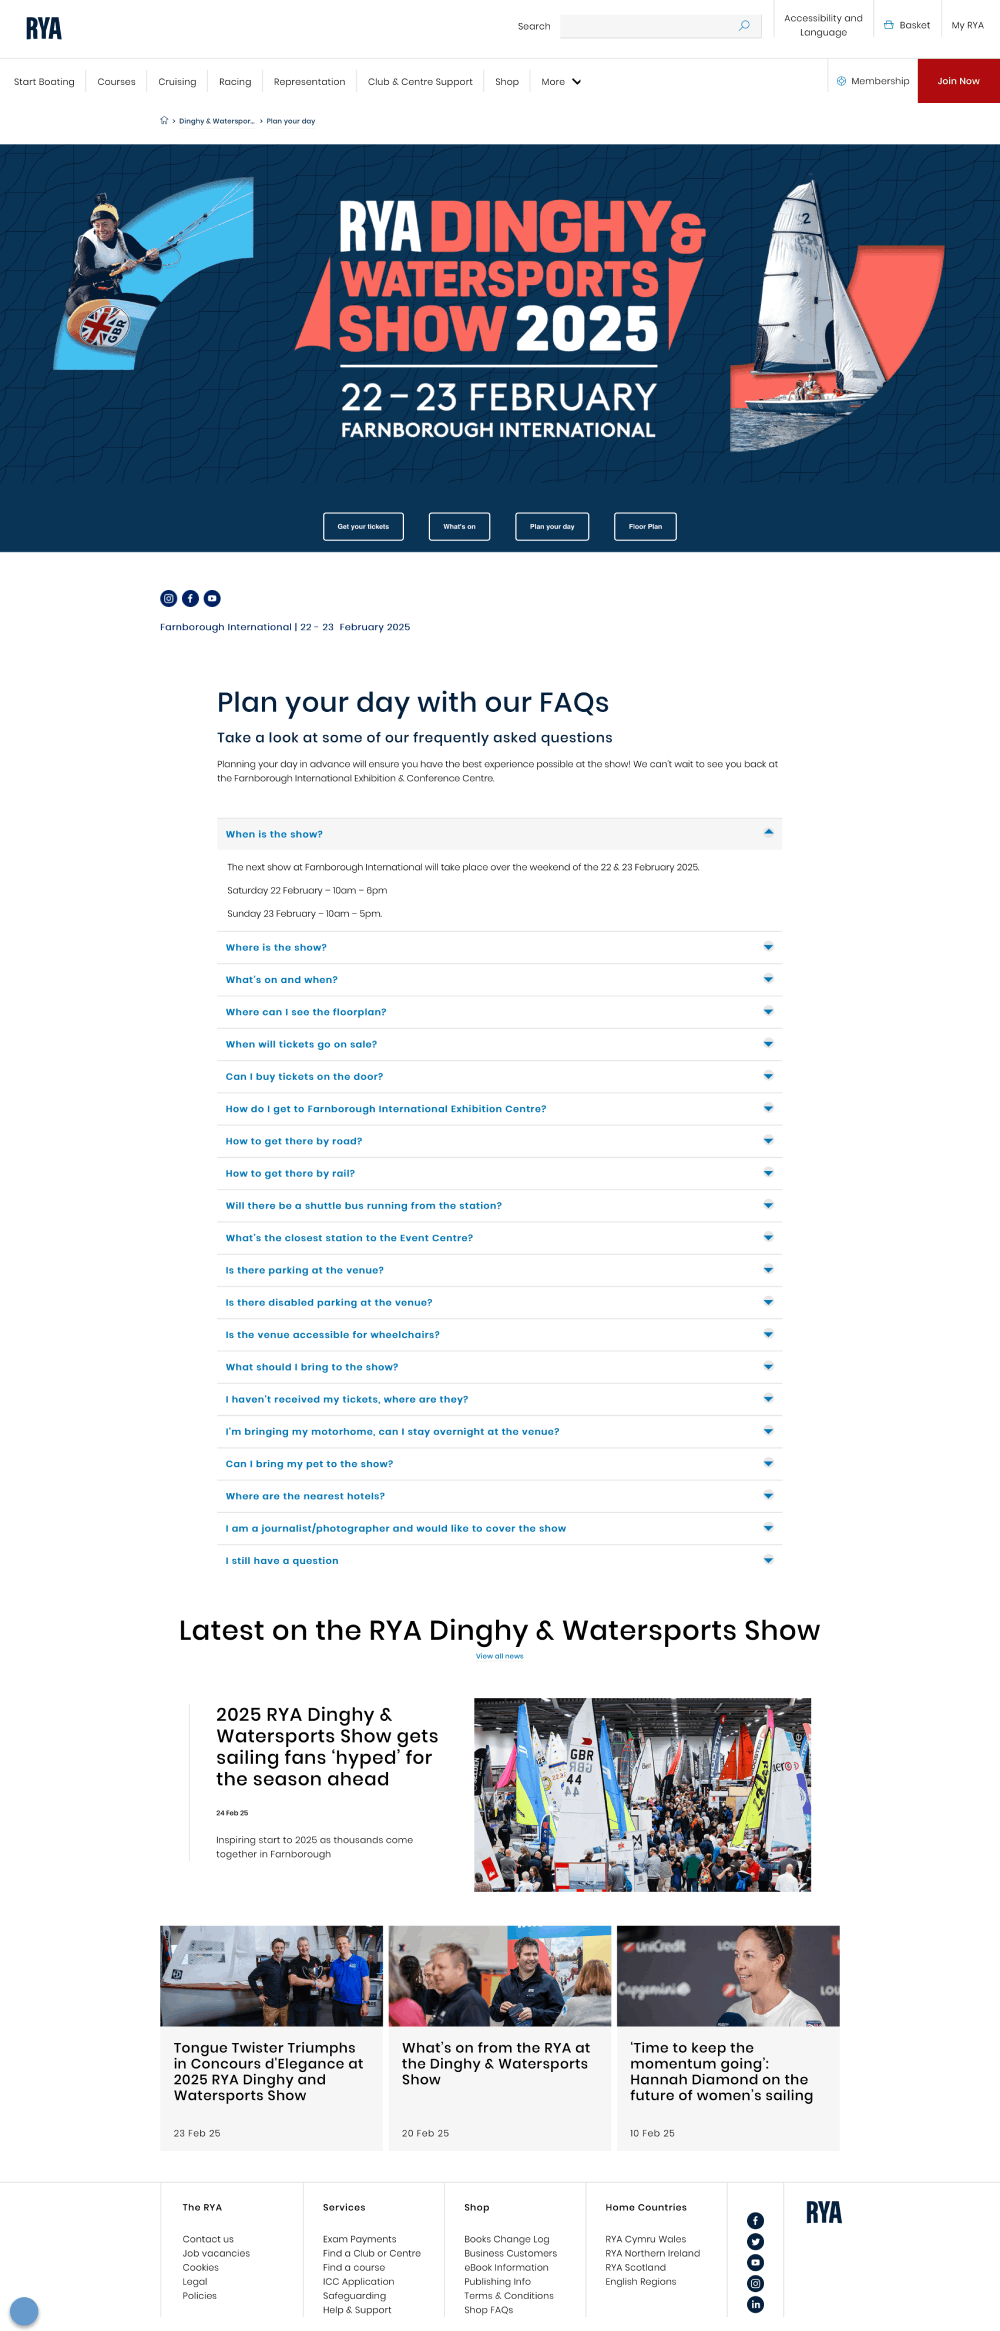 RYA
Search
Accessibility and
Language
Basket
My RYA
Start Boating
Courses
Cruising
Racing
Representation
Club & Centre Support
Shop
More
Membership
Join Now
Dinghy & Waterspor...
Plan your day
RYA DINGHY &
WATERSPORTS
SHOW 2025
22 – 23 FEBRUARY
FARNBOROUGH INTERNATIONAL
GBR
Get your tickets
What's on
Plan your day
Floor Plan
Farnborough International | 22 - 23 February 2025
Plan your day with our FAQs
Take a look at some of our frequently asked questions
Planning your day in advance will ensure you have the best experience possible at the show! We can't wait to see you back at
the Farnborough International Exhibition & Conference Centre.
When is the show?
The next show at Farnborough International will take place over the weekend of the 22 & 23 February 2025.
Saturday 22 February – 10am – 6pm
Sunday 23 February – 10am – 5pm.
Where is the show?
What's on and when?
Where can I see the floorplan?
When will tickets go on sale?
Can I buy tickets on the door?
How do I get to Farnborough International Exhibition Centre?
How to get there by road?
How to get there by rail?
Will there be a shuttle bus running from the station?
What's the closest station to the Event Centre?
Is there parking at the venue?
Is there disabled parking at the venue?
Is the venue accessible for wheelchairs?
What should I bring to the show?
I haven't received my tickets, where are they?
I'm bringing my motorhome, can I stay overnight at the venue?
Can I bring my pet to the show?
Where are the nearest hotels?
I am a journalist/photographer and would like to cover the show
I still have a question
Latest on the RYA Dinghy & Watersports Show
View all news
2025 RYA Dinghy &
Watersports Show gets
sailing fans 'hyped' for
the season ahead
24 Feb 25
Inspiring start to 2025 as thousands come
together in Farnborough
GBR
44
UniCredit
Capgemini
Tongue Twister Triumphs
in Concours d'Elegance at
2025 RYA Dinghy and
Watersports Show
23 Feb 25
What's on from the RYA at
the Dinghy & Watersports
Show
20 Feb 25
'Time to keep the
momentum going':
Hannah Diamond on the
future of women's sailing
10 Feb 25
The RYA
Contact us
Job vacancies
Cookies
Legal
Policies
Services
Exam Payments
Find a Club or Centre
Find a course
ICC Application
Safeguarding
Help & Support
Shop
Books Change Log
Business Customers
eBook Information
Publishing Info
Terms & Conditions
Shop FAQs
Home Countries
RYA Cymru Wales
RYA Northern Ireland
RYA Scotland
English Regions
RYA